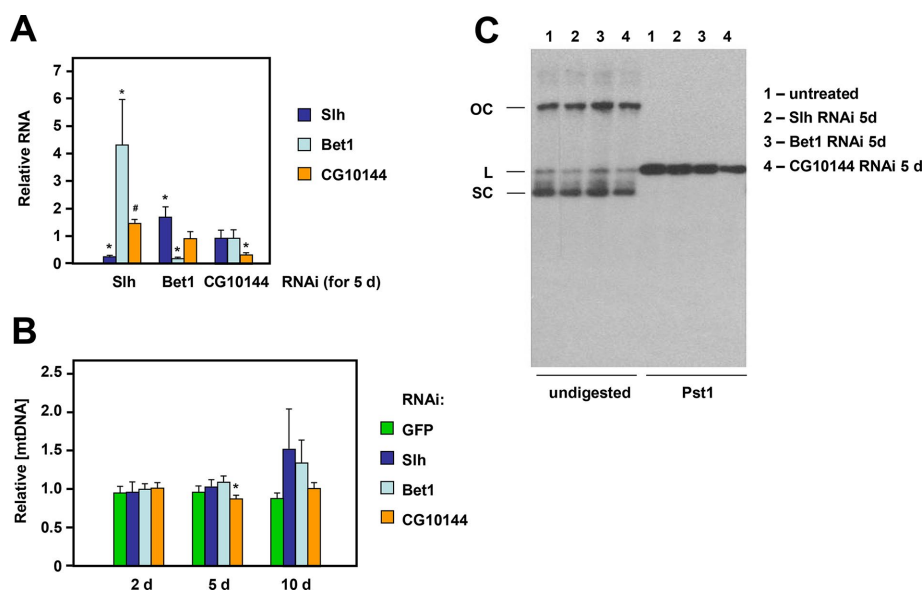 A
Relative RNA
7
6
5
4
3
2
1
0
*
*
#
*
*
*
Slh
Bet1
CG10144
Slh Bet1 CG10144 RNAi (for 5 d)
B
Relative [mtDNA]
2.5
2.0
1.5
1.0
0.5
0
*
2 d 5 d 10 d
RNAi:
GFP
Slh
Bet1
CG10144
C
1 2 3 4 1 2 3 4
OC
L
SC
undigested Pst1
1 – untreated
2 – Slh RNAi 5d
3 – Bet1 RNAi 5d
4 – CG10144 RNAi 5 d